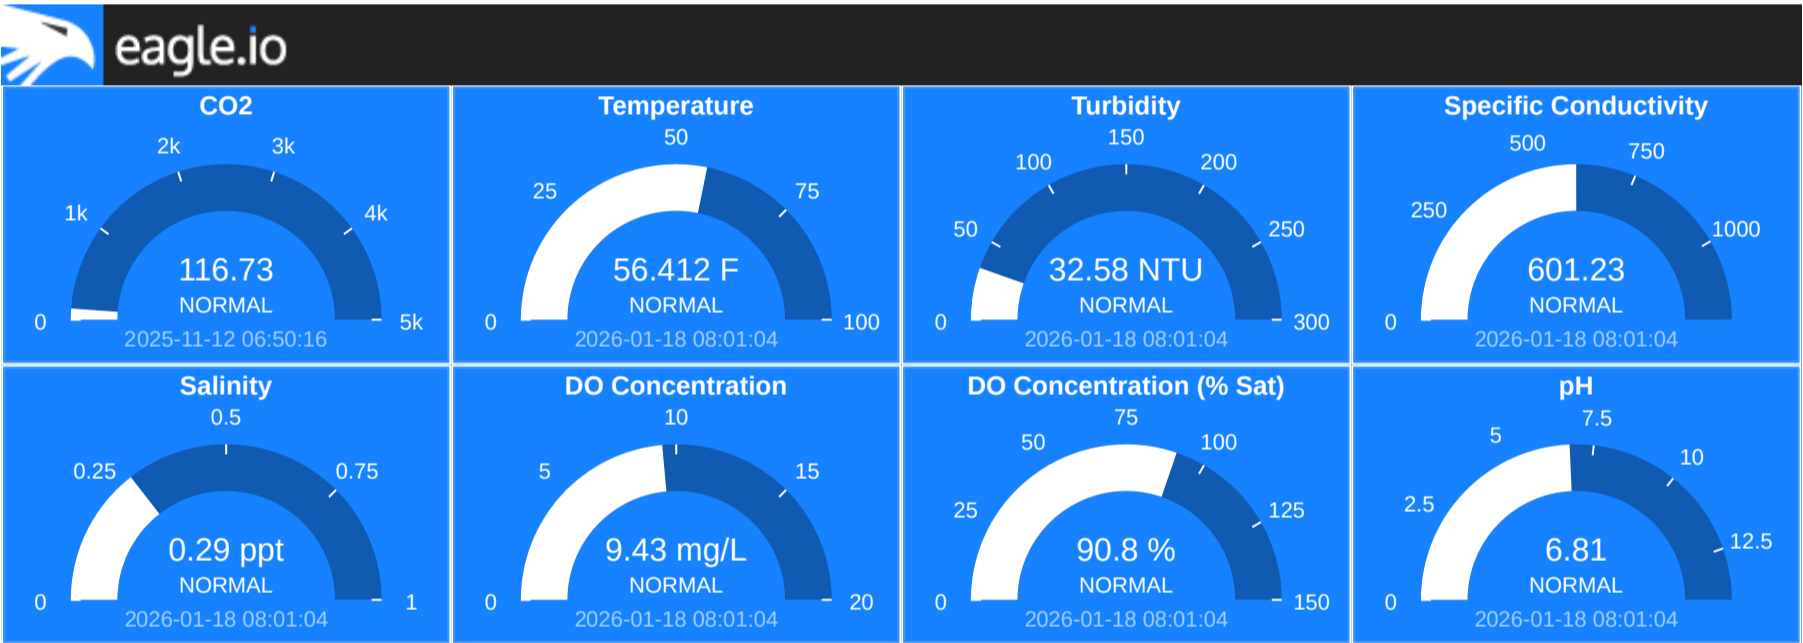 eagle.io
CO2
2k
3k
1k
4k
116.73
NORMAL
0
5k
2025-11-12 06:50:16
Temperature
50
25
75
56.412 F
NORMAL
0
100
2026-01-18 08:01:04
Turbidity
150
100
200
50
250
32.58 NTU
NORMAL
0
300
2026-01-18 08:01:04
Specific Conductivity
500
750
250
1000
601.23
NORMAL
0
2026-01-18 08:01:04
Salinity
0.5
0.25
0.75
0.29 ppt
NORMAL
0
1
2026-01-18 08:01:04
DO Concentration
10
5
15
9.43 mg/L
NORMAL
0
20
2026-01-18 08:01:04
DO Concentration (% Sat)
75
50
100
25
125
90.8 %
NORMAL
0
150
2026-01-18 08:01:04
pH
7.5
5
10
2.5
12.5
6.81
NORMAL
0
2026-01-18 08:01:04